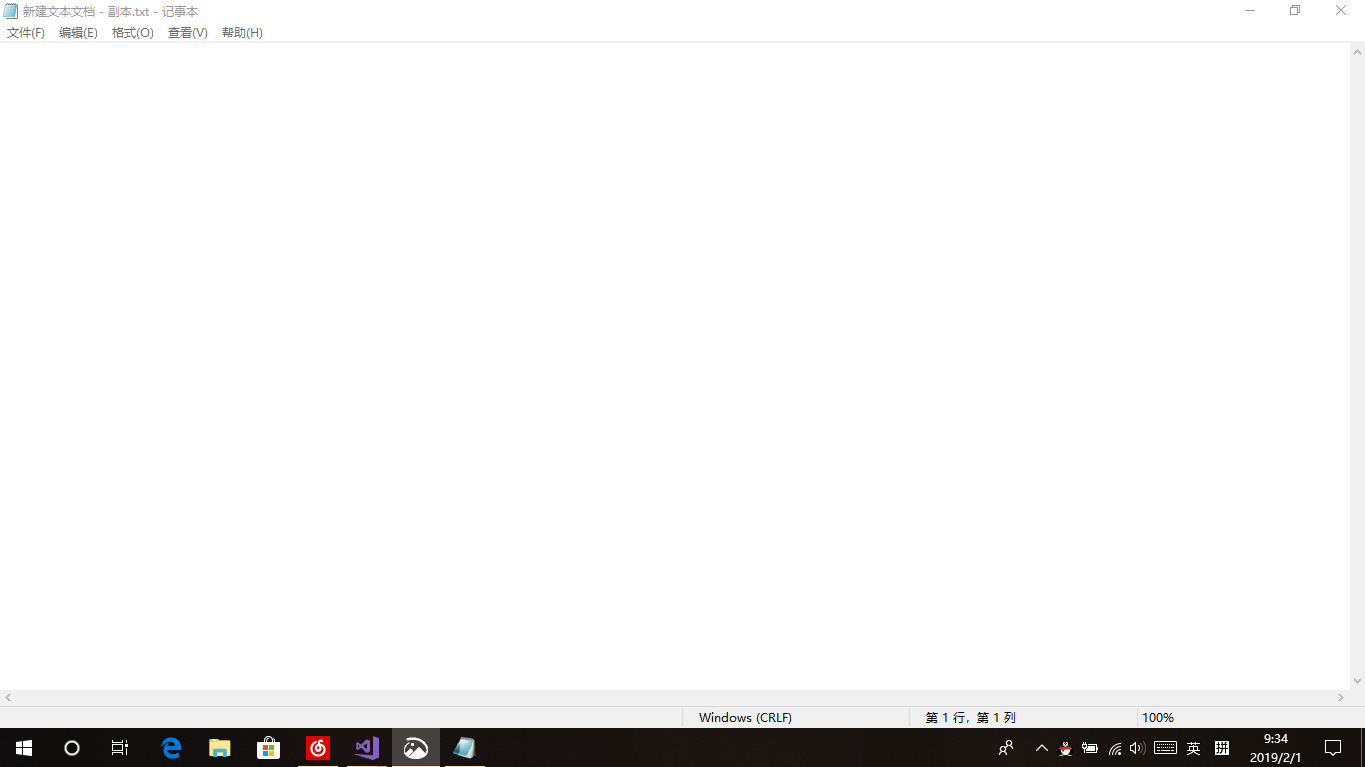 新建文本文档 - 副本.txt - 记事本
文件(F) 编辑(E) 格式(O) 查看(V) 帮助(H)
Windows (CRLF) 第 1 行，第 1 列 100%
英 拼 9:34
2019/2/1